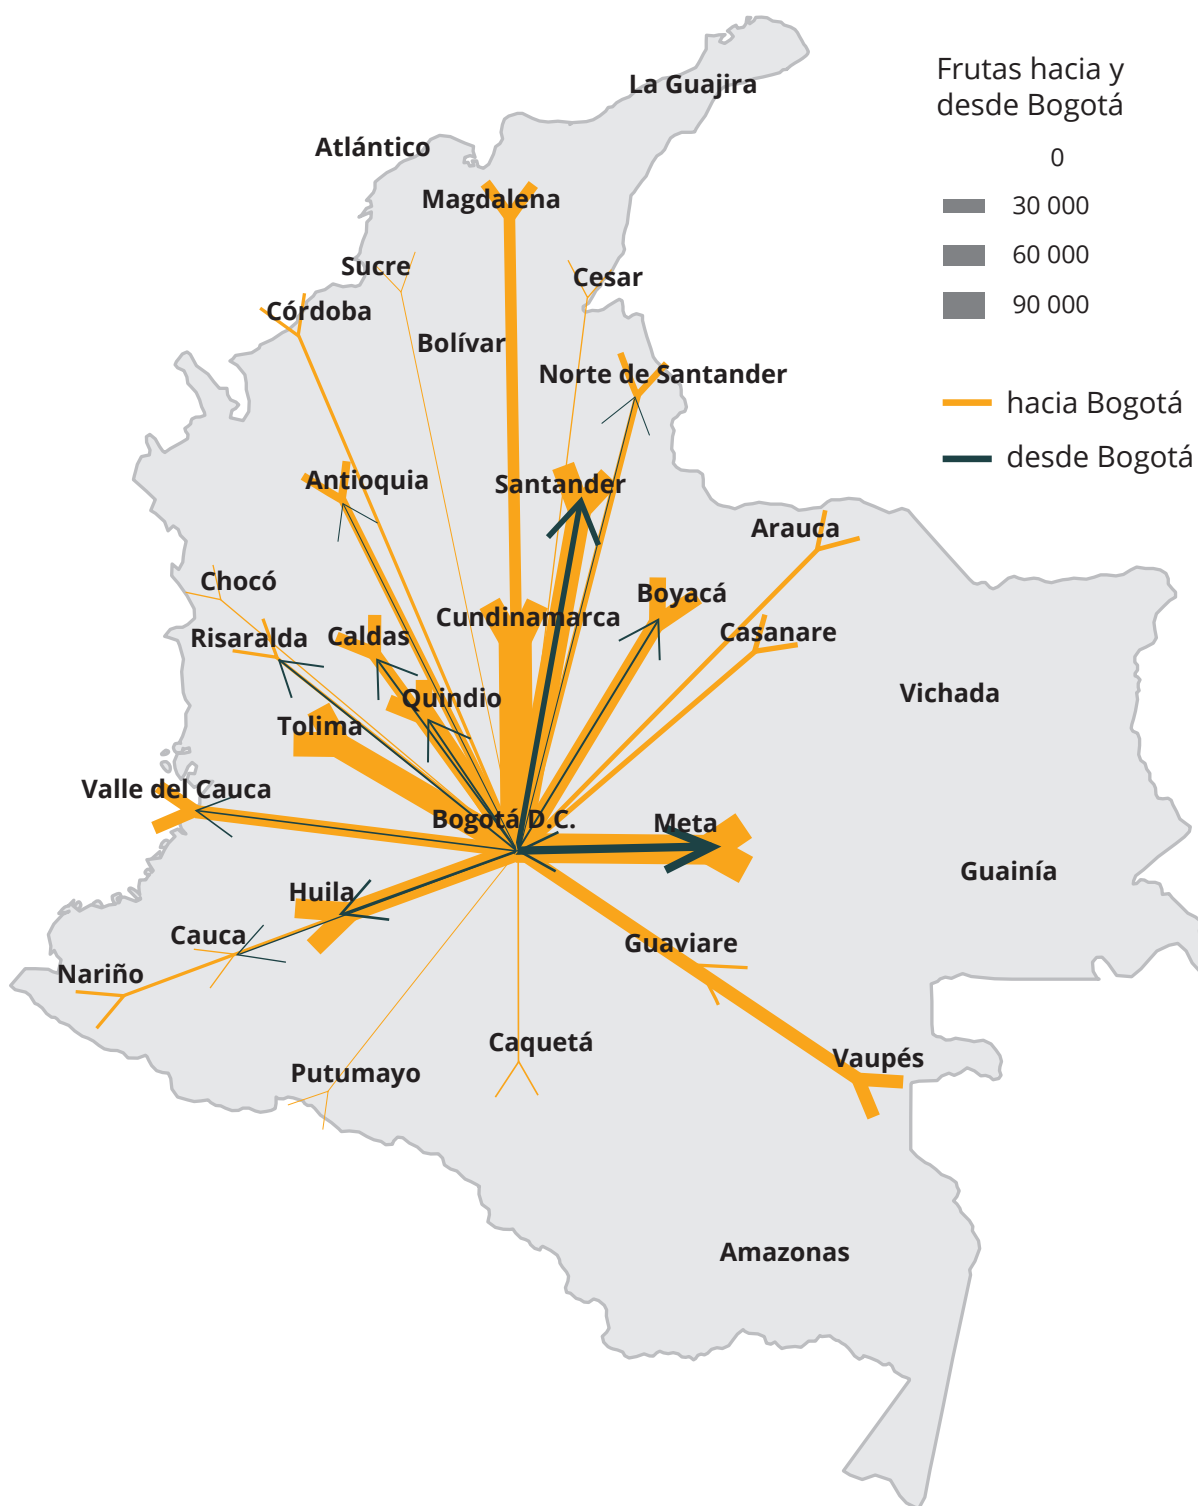 La Guajira
Frutas hacia y
desde Bogotá
0
30 000
60 000
90 000
hacia Bogotá
desde Bogotá
Atlántico
Magdalena
Sucre
Cesar
Córdoba
Bolívar
Norte de Santander
Antioquia
Santander
Arauca
Chocó
Boyacá
Cundinamarca
Risaralda
Caldas
Casanare
Quindio
Vichada
Tolima
Valle del Cauca
Bogotá D.C.
Meta
Guainía
Huila
Cauca
Guaviare
Nariño
Caquetá
Vaupés
Putumayo
Amazonas